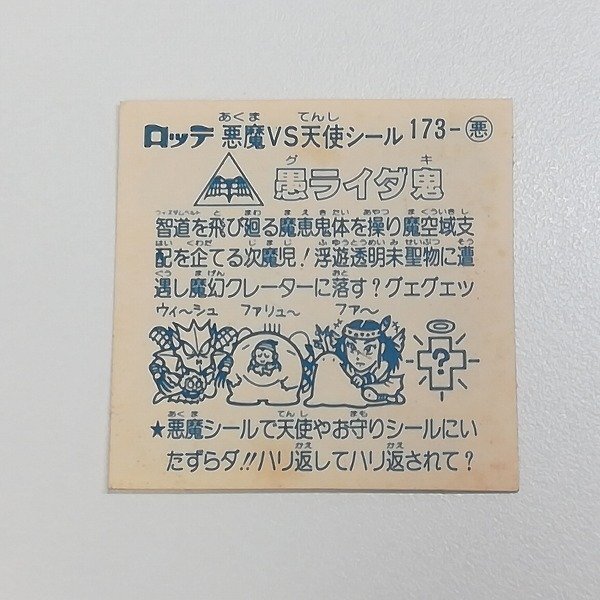 ロッテ 悪魔VS天使シール 173-悪
愚ライダ鬼
智道を飛び廻る魔恵鬼体を操り魔空域支
配を企てる次魔児!浮遊透明未聖物に遭
遇し魔幻クレーターに落す?グェグエッ
ウィ〜シュ ファリュ〜 ファ〜
?
★悪魔シールで天使やお守りシールにい
たずらダ!!ハリ返してハリ返されて?